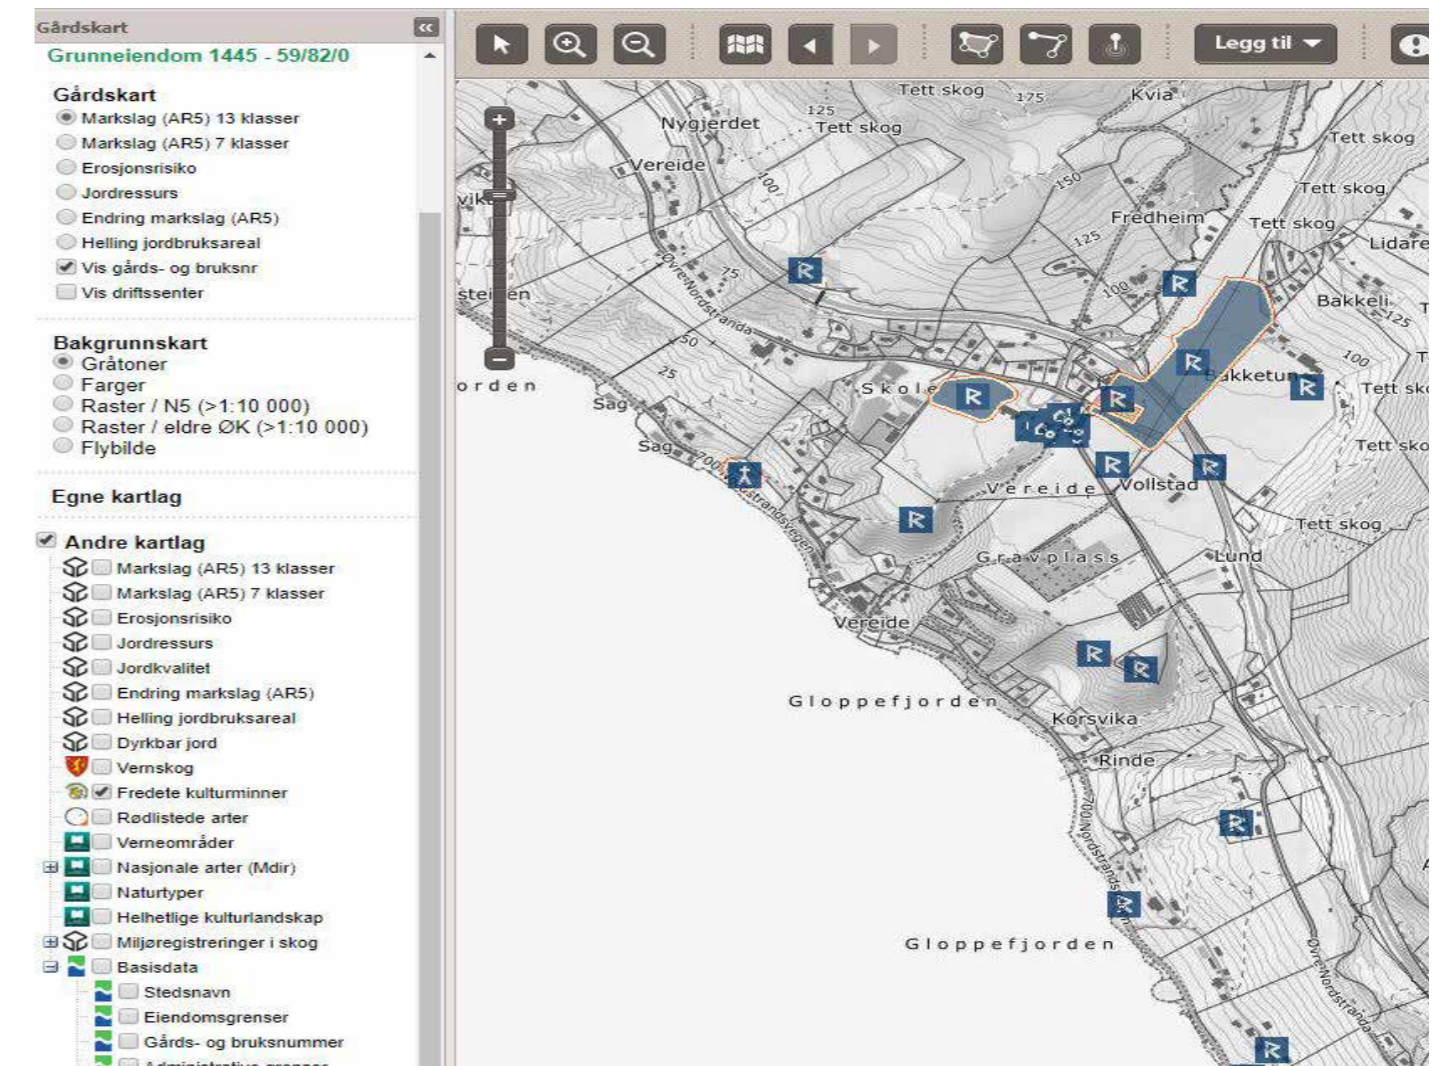 Gårdskart
Grunneiendom 1445 - 59/82/0
Gårdskart
Markslag (AR5) 13 klasser
Markslag (AR5) 7 klasser
Erosjonsrisiko
Jordressurs
Endring markslag (AR5)
Helling jordbruksareal
Vis gårds- og bruksnr
Vis driftssenter
Bakgrunnskart
Gråtoner
Farger
Raster / N5 (>1:10 000)
Raster / eldre ØK (>1:10 000)
Flybilde
Egne kartlag
Andre kartlag
Markslag (AR5) 13 klasser
Markslag (AR5) 7 klasser
Erosjonsrisiko
Jordressurs
Jordkvalitet
Endring markslag (AR5)
Helling jordbruksareal
Dyrkbar jord
Vernskog
Fredete kulturminner
Rødlistede arter
Verneområder
Nasjonale arter (Mdir)
Naturtyper
Helhetlige kulturlandskap
Miljøregistreringer i skog
Basisdata
Stedsnavn
Eiendomsgrenser
Gårds- og bruksnummer
Legg til
Tett skog
175
Kvia
125
Nygjerdet
Tett skog
Tett skog
Vereide
100
150
Tett skog
Fredheim
Tett skog
125
Lidare
Øvre Nordstranda
75
100
Bakkeli
125
50
100
25
orden
Skole
Bakketun
Tett sko
Sag
Sag
Tett sko
700 Nordstrandsvegen
Vereide
Vollstad
Tett skog
Gravplass
Lund
Vereide
Gloppefjorden
Korsvika
Rinde
700 Nordstrandsvegen
Gloppefjorden
Øvre Nordstranda